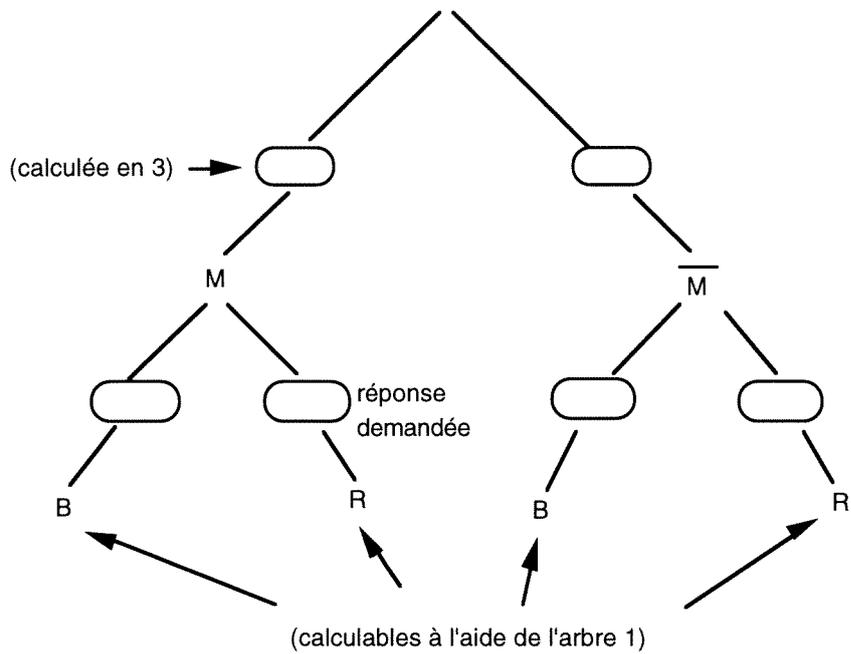 (calculée en 3)
M
M
réponse
demandée
B
R
B
R
(calculables à l'aide de l'arbre 1)